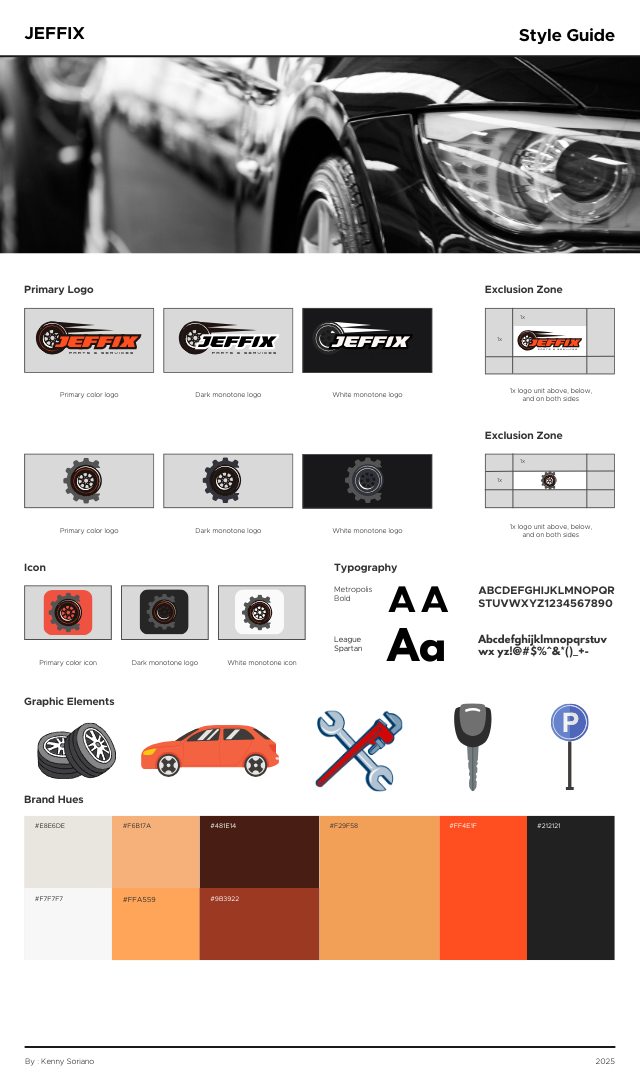 JEFFIX
Style Guide
Primary Logo
Exclusion Zone
JEFFIX
PARTS & SERVICES
JEFFIX
PARTS & SERVICES
JEFFIX
1x
1x
JEFFIX
PARTS & SERVICES
Primary color logo
Dark monotone logo
White monotone logo
1x logo unit above, below,
and on both sides
Exclusion Zone
1x
1x
Primary color logo
Dark monotone logo
White monotone logo
1x logo unit above, below,
and on both sides
Icon
Typography
Metropolis
Bold
A A
ABCDEFGHIJKLMNOPQR
STUVWXYZ1234567890
League
Spartan
Aa
Abcdefghijklmnopqrstuv
wx yz!@#$%^&*()_+-
Primary color icon
Dark monotone logo
White monotone icon
Graphic Elements
P
Brand Hues
#E8E6DE
#F6B17A
#481E14
#F29F58
#FF4E1F
#212121
#F7F7F7
#FFA559
#9B3922
By : Kenny Soriano
2025